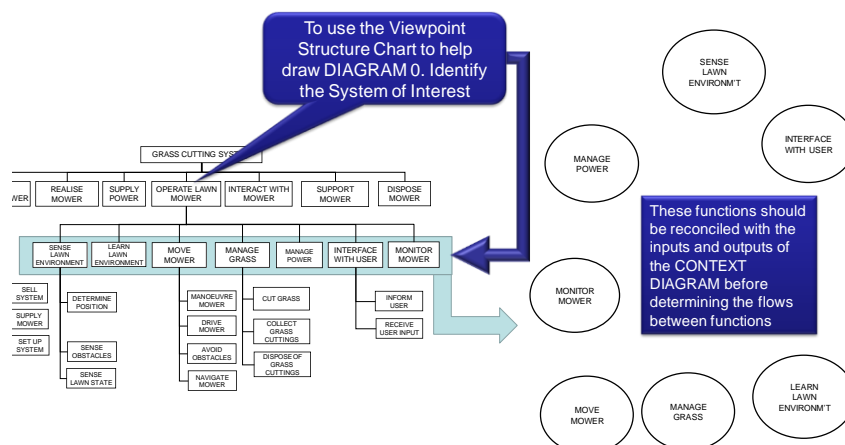 To use the Viewpoint
Structure Chart to help
draw DIAGRAM 0. Identify
the System of Interest
GRASS CUTTING SYS
WER
REALISE
MOWER
SUPPLY
POWER
OPERATE LAWN
MOWER
INTERACT WITH
MOWER
SUPPORT
MOWER
DISPOSE
MOWER
SENSE
LAWN
ENVIRONMENT
LEARN
LAWN
ENVIRONMENT
MOVE
MOWER
MANAGE
GRASS
MANAGE
POWER
INTERFACE
WITH USER
MONITOR
MOWER
SELL
SYSTEM
SUPPLY
MOWER
SET UP
SYSTEM
DETERMINE
POSITION
SENSE
OBSTACLES
SENSE
LAWN STATE
MANOEUVRE
MOWER
DRIVE
MOWER
AVOID
OBSTACLES
NAVIGATE
MOWER
CUT GRASS
COLLECT
GRASS
CUTTINGS
DISPOSE OF
GRASS
CUTTINGS
INFORM
USER
RECEIVE
USER INPUT
SENSE
LAWN
ENVIRONM'T
INTERFACE
WITH USER
MANAGE
POWER
These functions should
be reconciled with the
inputs and outputs of
the CONTEXT
DIAGRAM before
determining the flows
between functions
MONITOR
MOWER
MOVE
MOWER
MANAGE
GRASS
LEARN
LAWN
ENVIRONM'T